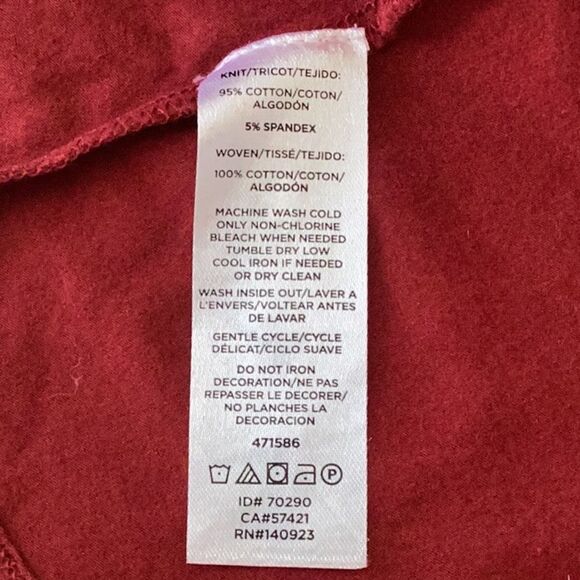 KNIT/TRICOT/TEJIDO:
95% COTTON/COTON/
ALGODÓN
5% SPANDEX
WOVEN/TISSÉ/TEJIDO:
100% COTTON/COTON/
ALGODÓN
MACHINE WASH COLD
ONLY NON-CHLORINE
BLEACH WHEN NEEDED
TUMBLE DRY LOW
COOL IRON IF NEEDED
OR DRY CLEAN
WASH INSIDE OUT/LAVER A
L'ENVERS/VOLTEAR ANTES
DE LAVAR
GENTLE CYCLE/CYCLE
DÉLICAT/CICLO SUAVE
DO NOT IRON
DECORATION/NE PAS
REPASSER LE DECORER/
NO PLANCHES LA
DECORACION
471586
P
ID# 70290
CA#57421
RN#140923